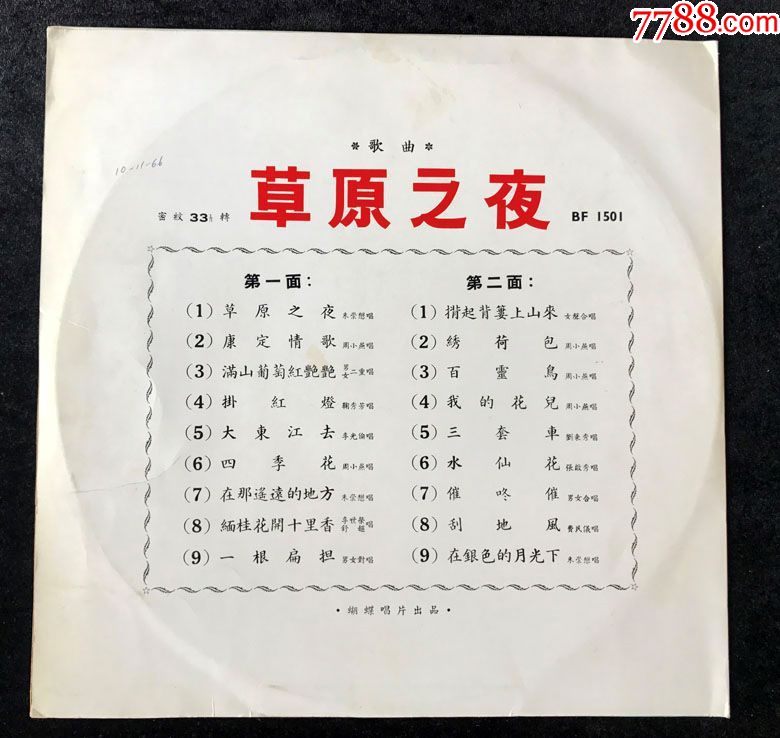 7788.com
＊歌曲＊
10-11-66
草原之夜
密紋 33⅓ 轉
BF 1501
第一面：
(1) 草原之夜 朱崇懋唱
(2) 康定情歌 周小燕唱
(3) 滿山葡萄紅艷艷 男女二重唱
(4) 掛紅燈 鞠秀芳唱
(5) 大東江去 李光倫唱
(6) 四季花 周小燕唱
(7) 在那遙遠的地方 朱崇懋唱
(8) 緬桂花開十里香 李世榮 舒超唱
(9) 一根扁担 男女對唱
第二面：
(1) 揹起背簍上山來 女聲合唱
(2) 綉荷包 周小燕唱
(3) 百靈鳥 周小燕唱
(4) 我的花兒 周小燕唱
(5) 三套車 劉秉秀唱
(6) 水仙花 張啟秀唱
(7) 催咚催 男女合唱
(8) 刮地風 費民儀唱
(9) 在銀色的月光下 朱崇懋唱
·蝴蝶唱片出品·